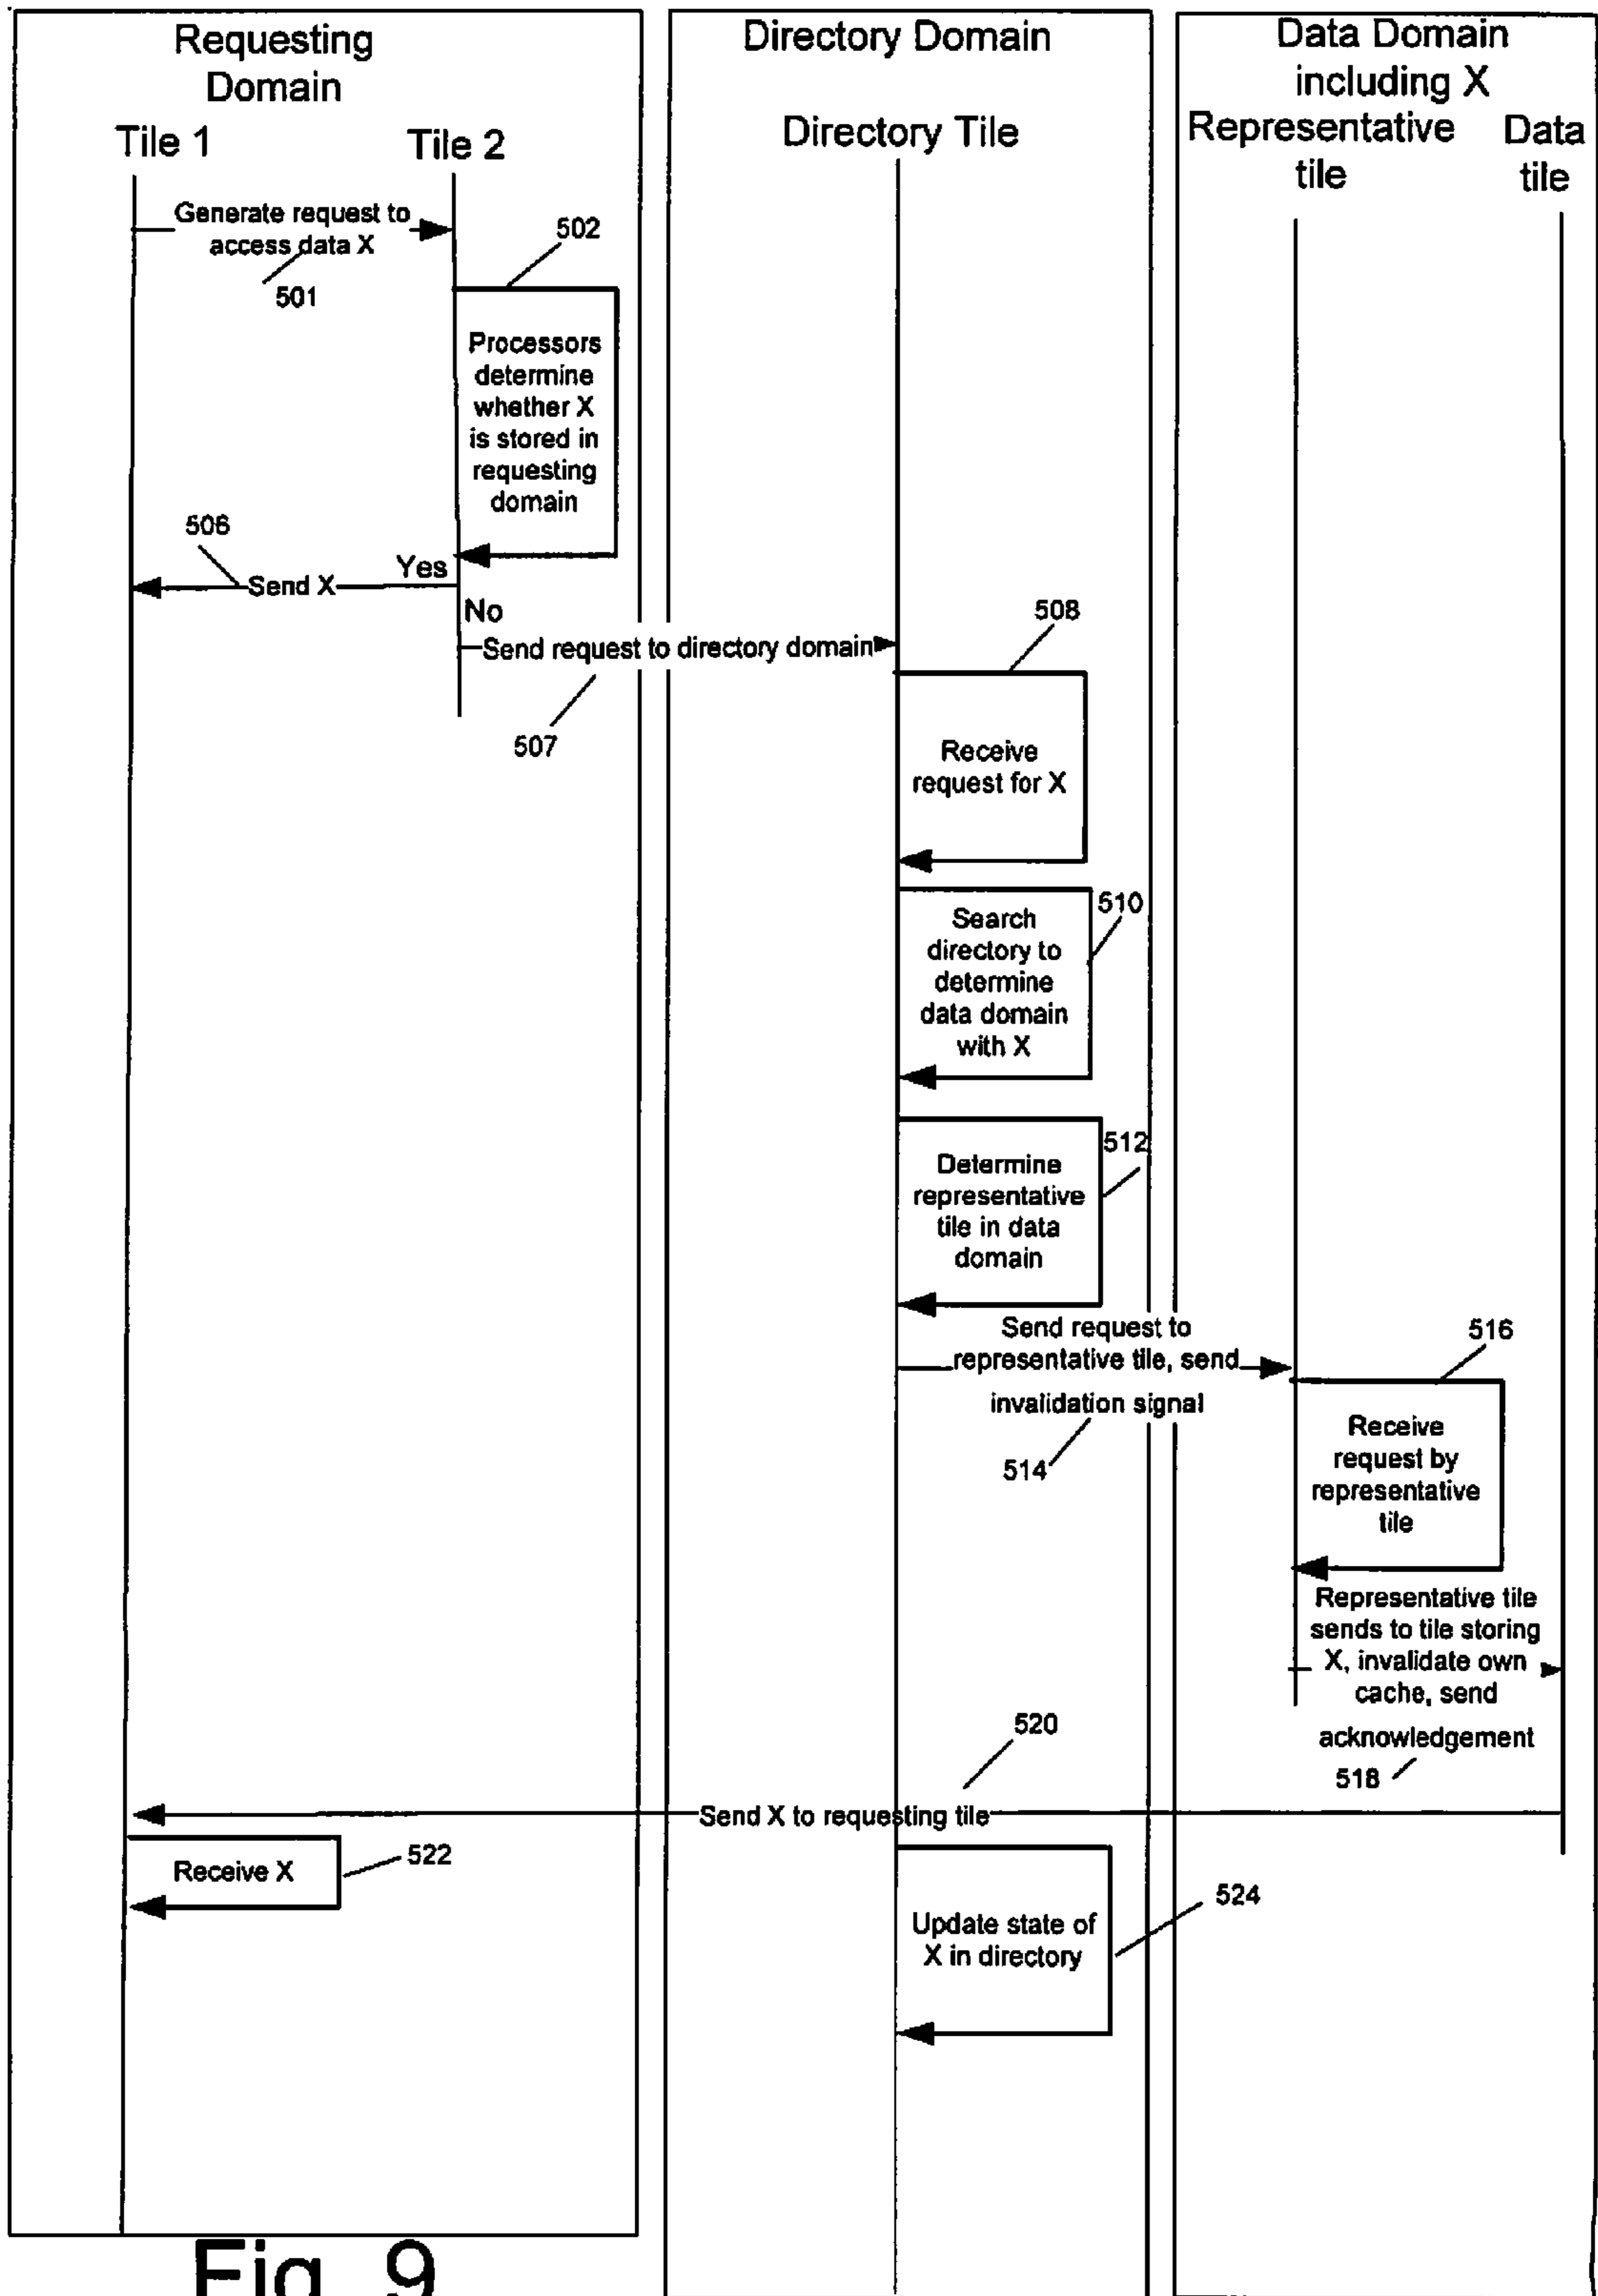 Requesting
Domain
Tile 1
Tile 2
Generate request to
access data X
501
502
Processors
determine
whether X
is stored in
requesting
domain
506
Yes
Send X
No
Send request to directory domain
507
Directory Domain
Directory Tile
508
Receive
request for X
510
Search
directory to
determine
data domain
with X
512
Determine
representative
tile in data
domain
Send request to
representative tile, send
invalidation signal
514
Data Domain
including X
Representative
tile
Data
tile
516
Receive
request by
representative
tile
Representative tile
sends to tile storing
X, invalidate own
cache, send
acknowledgement
518
520
Send X to requesting tile
Receive X
522
524
Update state of
X in directory
Fig. 9